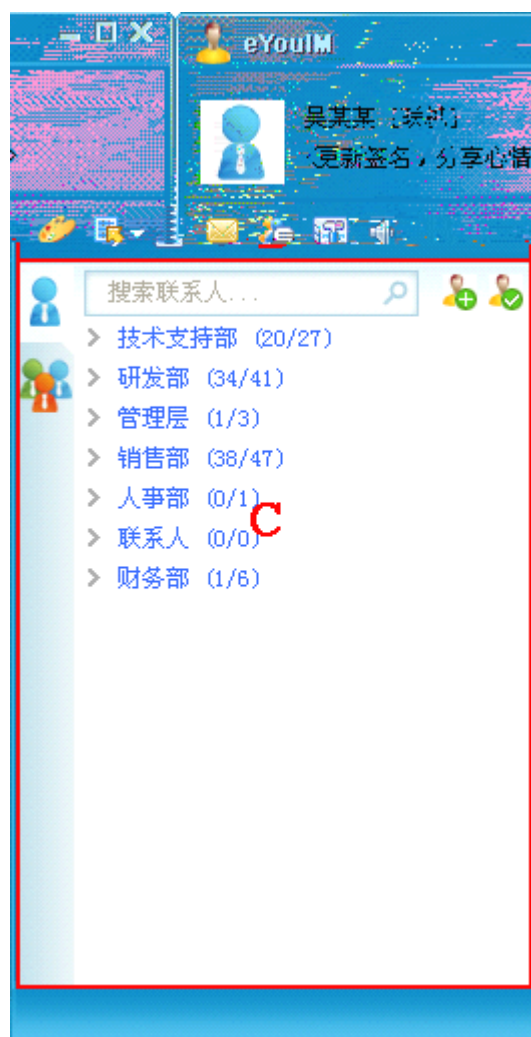 eYouIM
吴某某
更新签名，分享心情
搜索联系人...
技术支持部 (20/27)
研发部 (34/41)
管理层 (1/3)
销售部 (38/47)
人事部 (0/1)
C
联系人 (0/0)
财务部 (1/6)